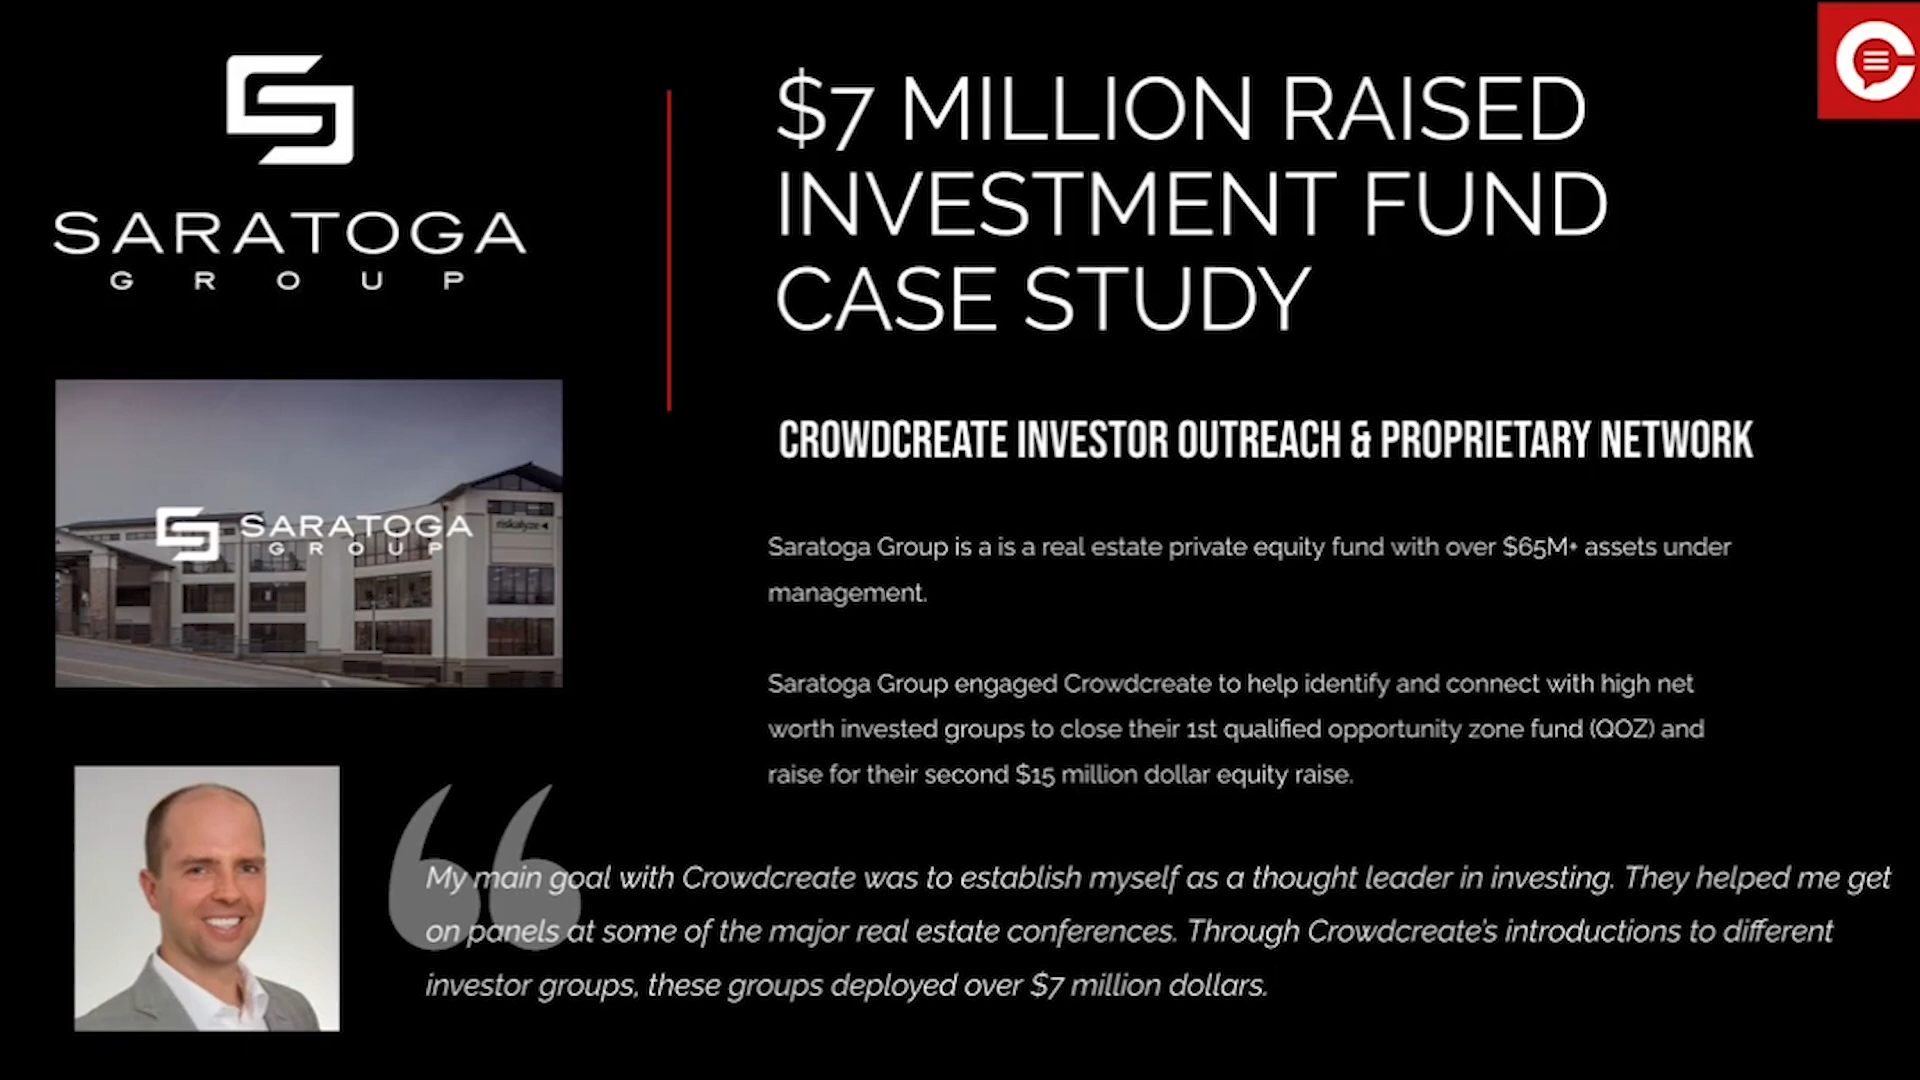 SARATOGA
GROUP
$7 MILLION RAISED
INVESTMENT FUND
CASE STUDY
CROWDCREATE INVESTOR OUTREACH & PROPRIETARY NETWORK
Saratoga Group is a is a real estate private equity fund with over $65M+ assets under
management.
Saratoga Group engaged Crowdcreate to help identify and connect with high net
worth invested groups to close their 1st qualified opportunity zone fund (QOZ) and
raise for their second $15 million dollar equity raise.
SARATOGA
GROUP
riskalyze
“
My main goal with Crowdcreate was to establish myself as a thought leader in investing. They helped me get
on panels at some of the major real estate conferences. Through Crowdcreate's introductions to different
investor groups, these groups deployed over $7 million dollars.